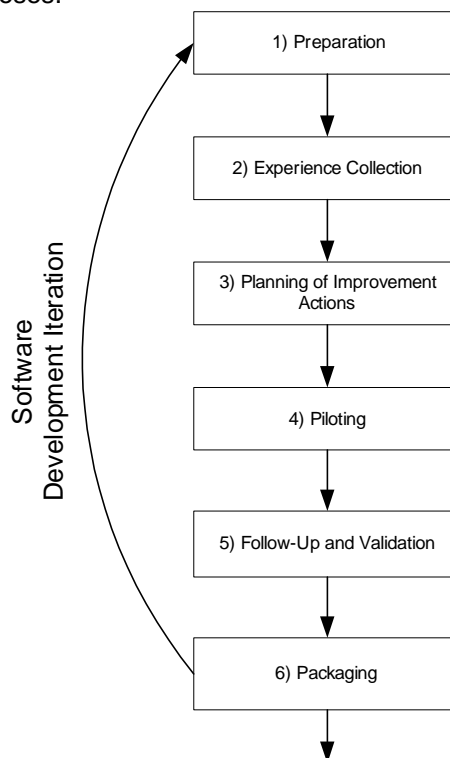 1) Preparation
2) Experience Collection
3) Planning of Improvement
Actions
4) Piloting
5) Follow-Up and Validation
6) Packaging
Software
Development Iteration